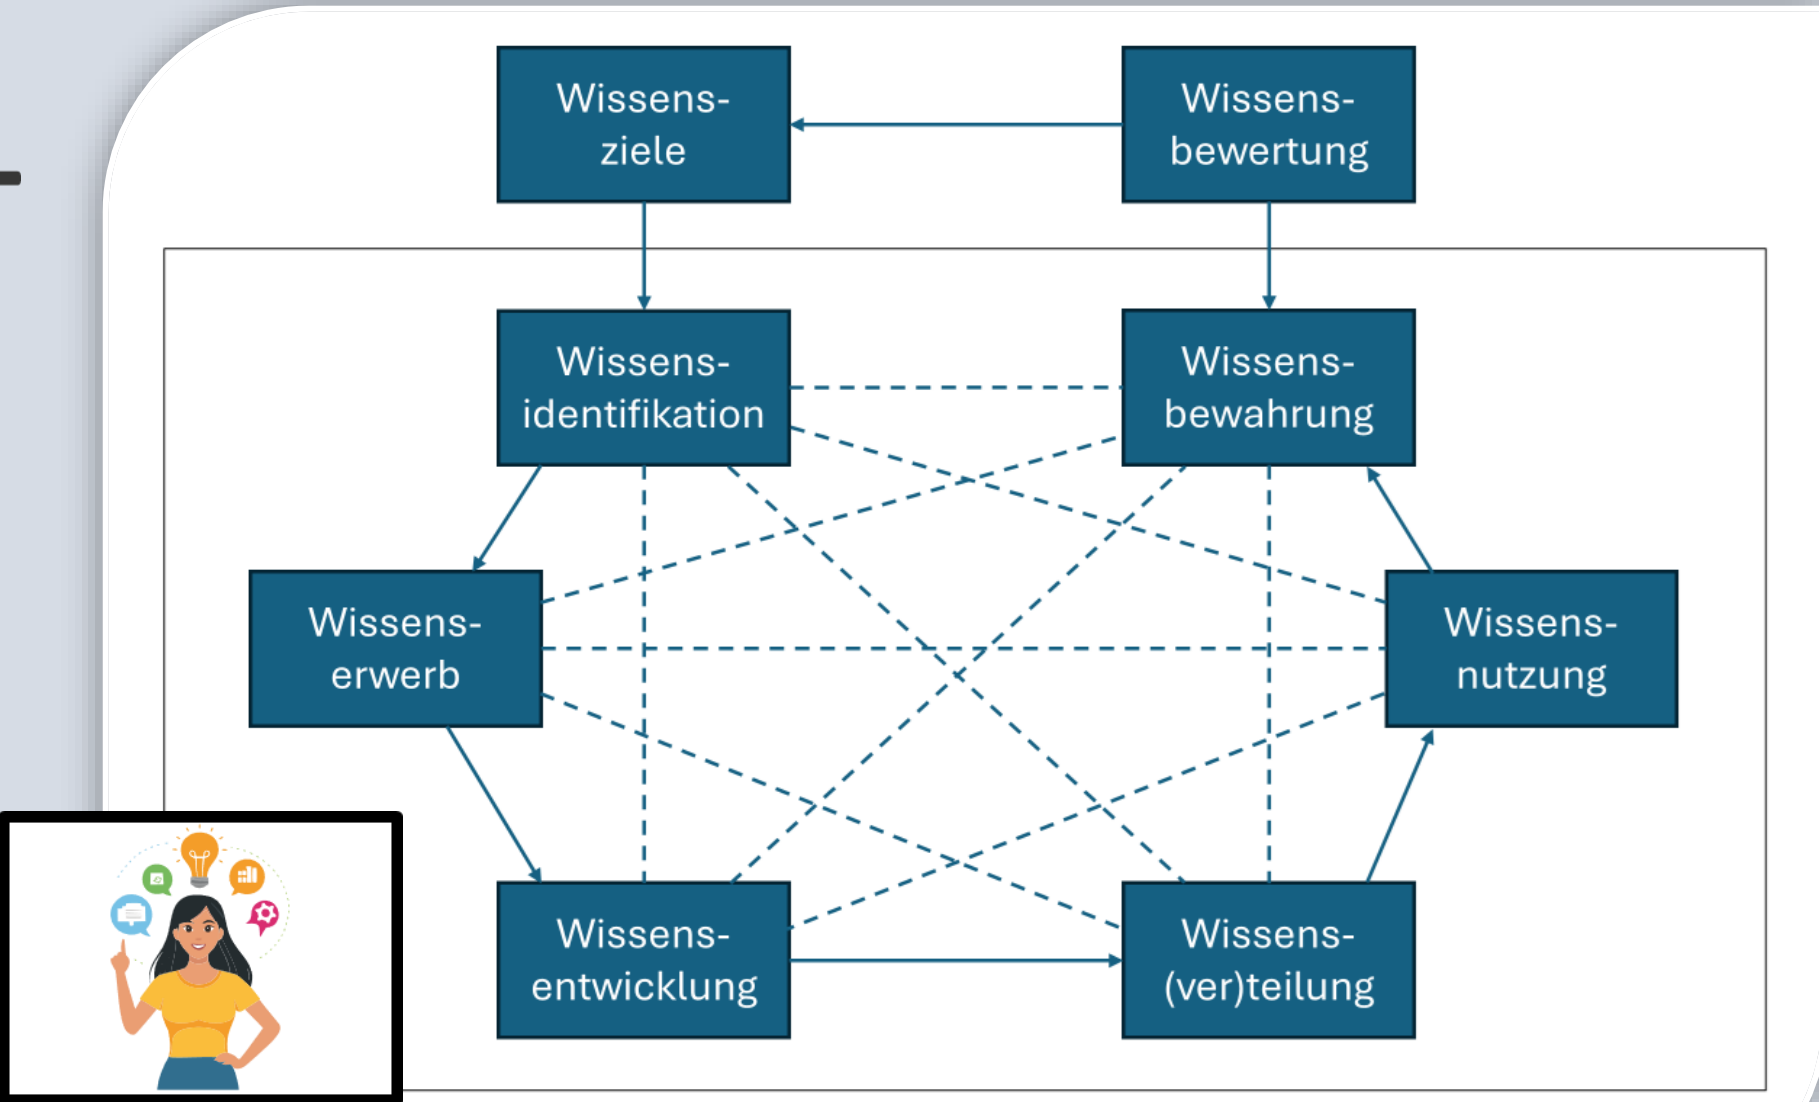 Wissens-
ziele
Wissens-
bewertung
Wissens-
identifikation
Wissens-
bewahrung
Wissens-
erwerb
Wissens-
nutzung
Wissens-
entwicklung
Wissens-
(ver)teilung